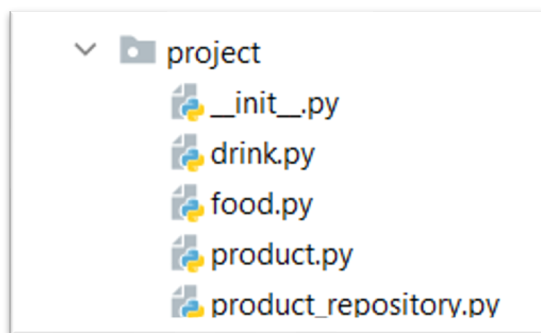 project
__init__.py
drink.py
food.py
product.py
product_repository.py